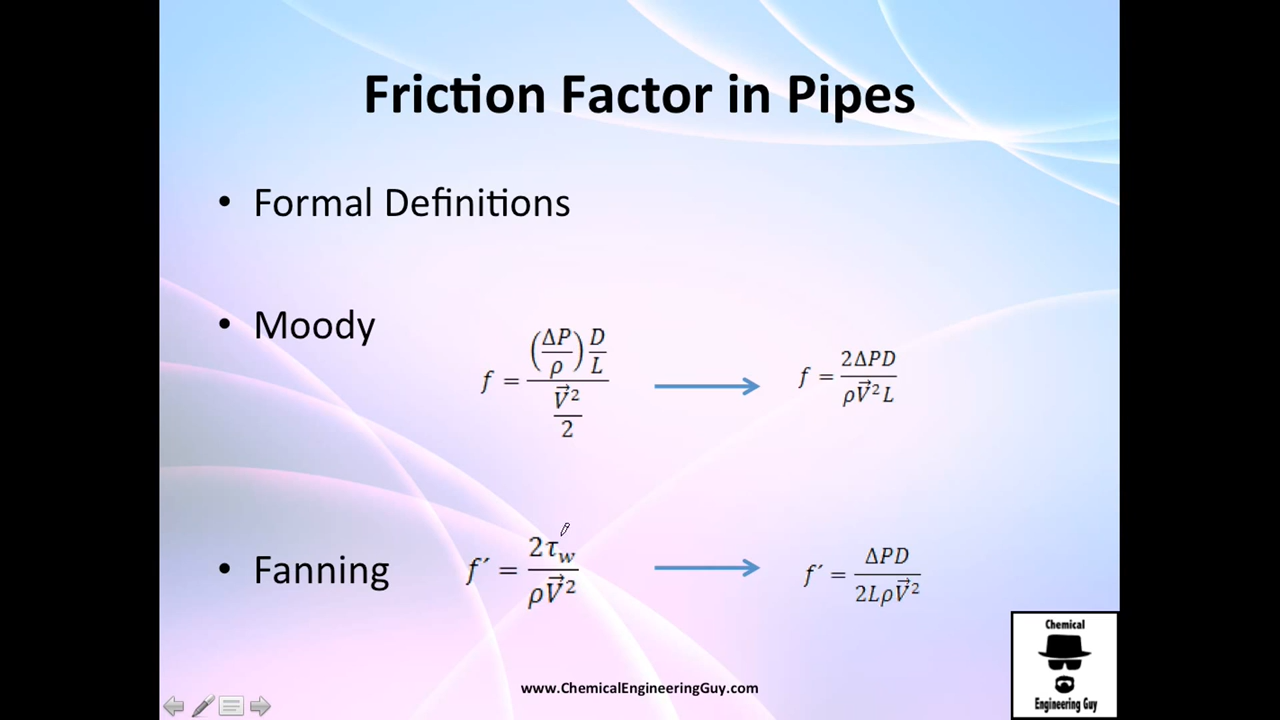 Friction Factor in Pipes
• Formal Definitions
• Moody
f = ((ΔP/ρ) D/L) / (V⃗²/2) → f = 2ΔPD / ρV⃗²L
• Fanning
f´ = 2τw / ρV⃗² → f´ = ΔPD / 2LρV⃗²
Chemical
Engineering Guy
www.ChemicalEngineeringGuy.com